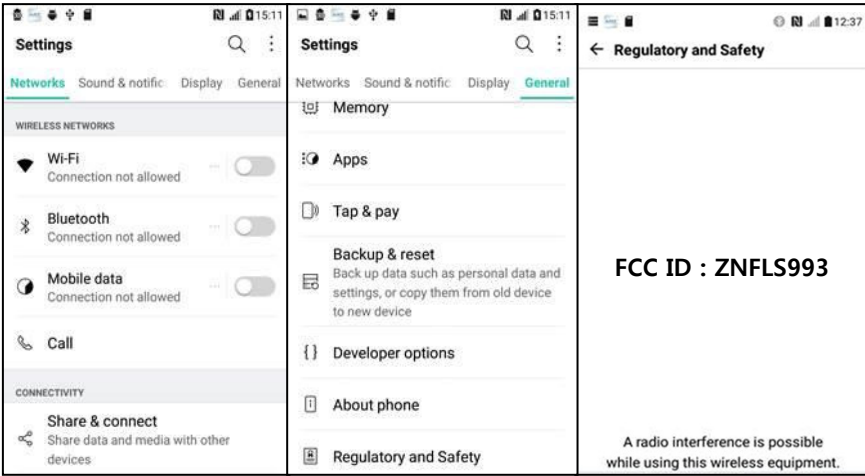 15:11
Settings
Networks Sound & notific Display General
WIRELESS NETWORKS
Wi-Fi
Connection not allowed
Bluetooth
Connection not allowed
Mobile data
Connection not allowed
Call
CONNECTIVITY
Share & connect
Share data and media with other
devices
15:11
Settings
Networks Sound & notific Display General
Memory
Apps
Tap & pay
Backup & reset
Back up data such as personal data and
settings, or copy them from old device
to new device
Developer options
About phone
Regulatory and Safety
12:37
Regulatory and Safety
FCC ID : ZNFLS993
A radio interference is possible
while using this wireless equipment.